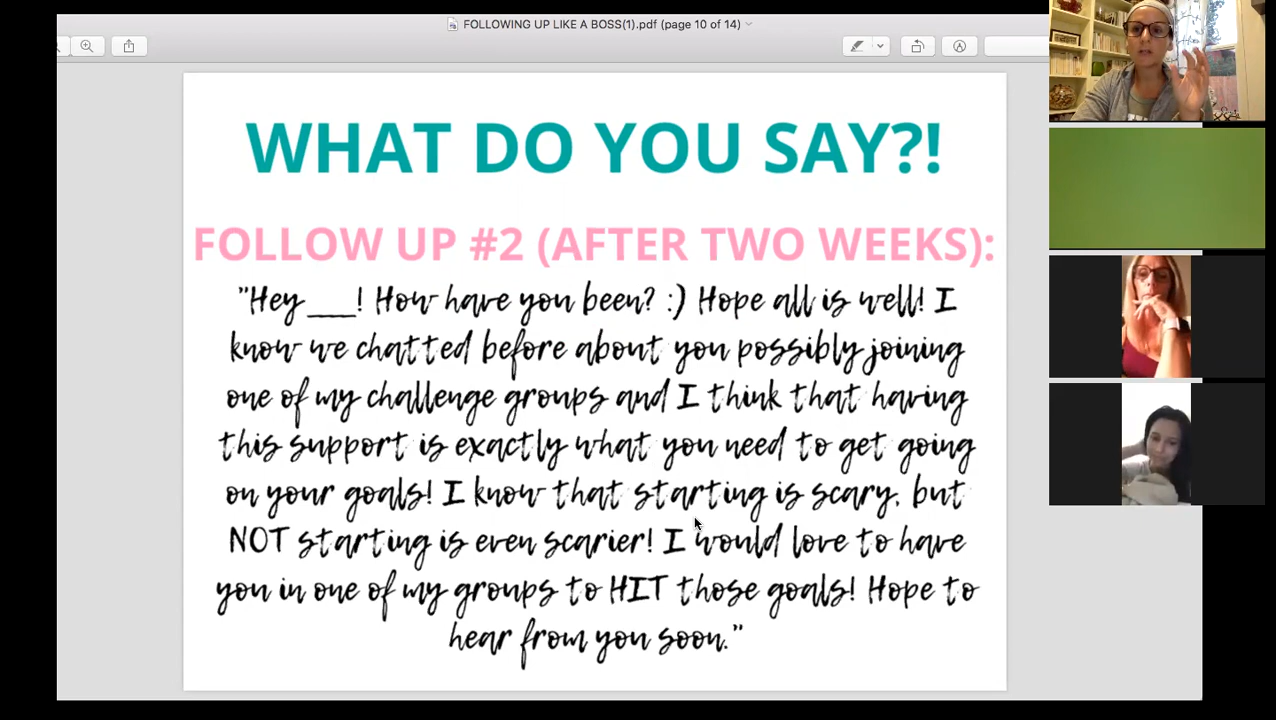 FOLLOWING UP LIKE A BOSS(1).pdf (page 10 of 14)
WHAT DO YOU SAY?!
FOLLOW UP #2 (AFTER TWO WEEKS):
"Hey ___! How have you been? :) Hope all is well! I
know we chatted before about you possibly joining
one of my challenge groups and I think that having
this support is exactly what you need to get going
on your goals! I know that starting is scary, but
NOT starting is even scarier! I would love to have
you in one of my groups to HIT those goals! Hope to
hear from you soon."